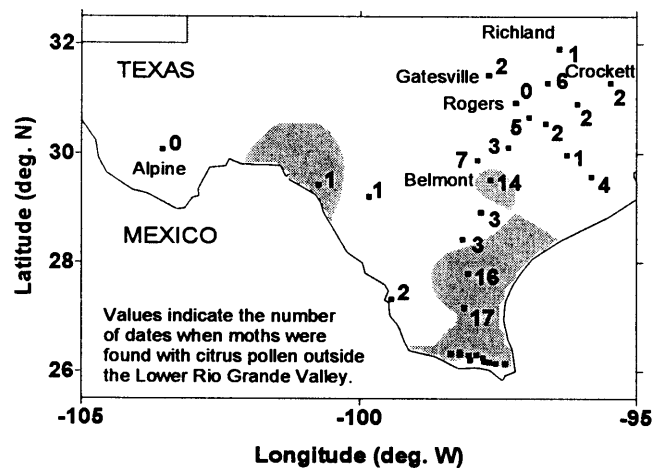 32
30
28
26
25
-105
-100
-95
Latitude (deg. N)
Longitude (deg. W)
TEXAS
MEXICO
Richland
1
Gatesville
2
6
Crockett
2
0
Rogers
5
2
2
0
Alpine
3
7
1
4
Belmont
14
1
1
3
3
16
2
17
Values indicate the number
of dates when moths were
found with citrus pollen outside
the Lower Rio Grande Valley.